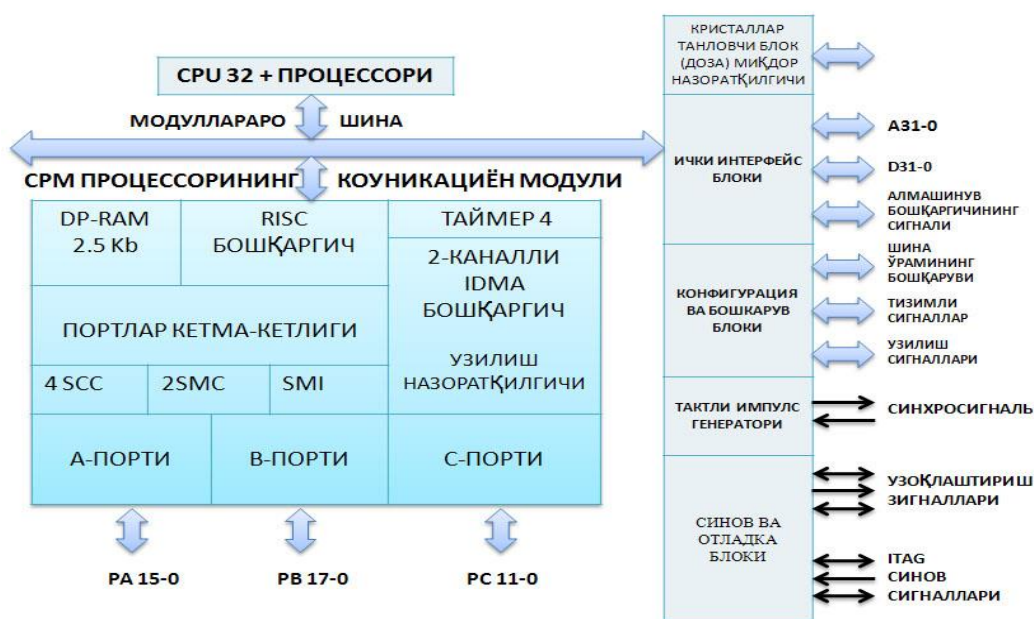 CPU 32 + ПРОЦЕССОРИ
МОДУЛЛАРАРО ШИНА
СРМ ПРОЦЕССОРИНИНГ КОУНИКАЦИЁН МОДУЛИ
DP-RAM
2.5 Kb
RISC
БОШҚАРГИЧ
ТАЙМЕР 4
2-КАНАЛЛИ
IDMA
БОШҚАРГИЧ
УЗИЛИШ
НАЗОРАТҚИЛГИЧИ
ПОРТЛАР КЕТМА-КЕТЛИГИ
4 SCC
2SMC
SMI
А-ПОРТИ
В-ПОРТИ
С-ПОРТИ
PA 15-0
PB 17-0
PC 11-0
КРИСТАЛЛАР
ТАНЛОВЧИ БЛОК
(ДОЗА) МИҚДОР
НАЗОРАТҚИЛГИЧИ
ИЧКИ ИНТЕРФЕЙС
БЛОКИ
A31-0
D31-0
АЛМАШИНУВ
БОШҚАРГИЧИНИНГ
СИГНАЛИ
КОНФИГУРАЦИЯ
ВА БОШКАРУВ
БЛОКИ
ШИНА
ЎРАМИНИНГ
БОШҚАРУВИ
ТИЗИМЛИ
СИГНАЛЛАР
УЗИЛИШ
СИГНАЛЛАРИ
ТАКТЛИ ИМПУЛС
ГЕНЕРАТОРИ
СИНХРОСИГНАЛЬ
СИНОВ ВА
ОТЛАДКА
БЛОКИ
УЗОҚЛАШТИРИШ
ЗИГНАЛЛАРИ
ITAG
СИНОВ
СИГНАЛЛАРИ